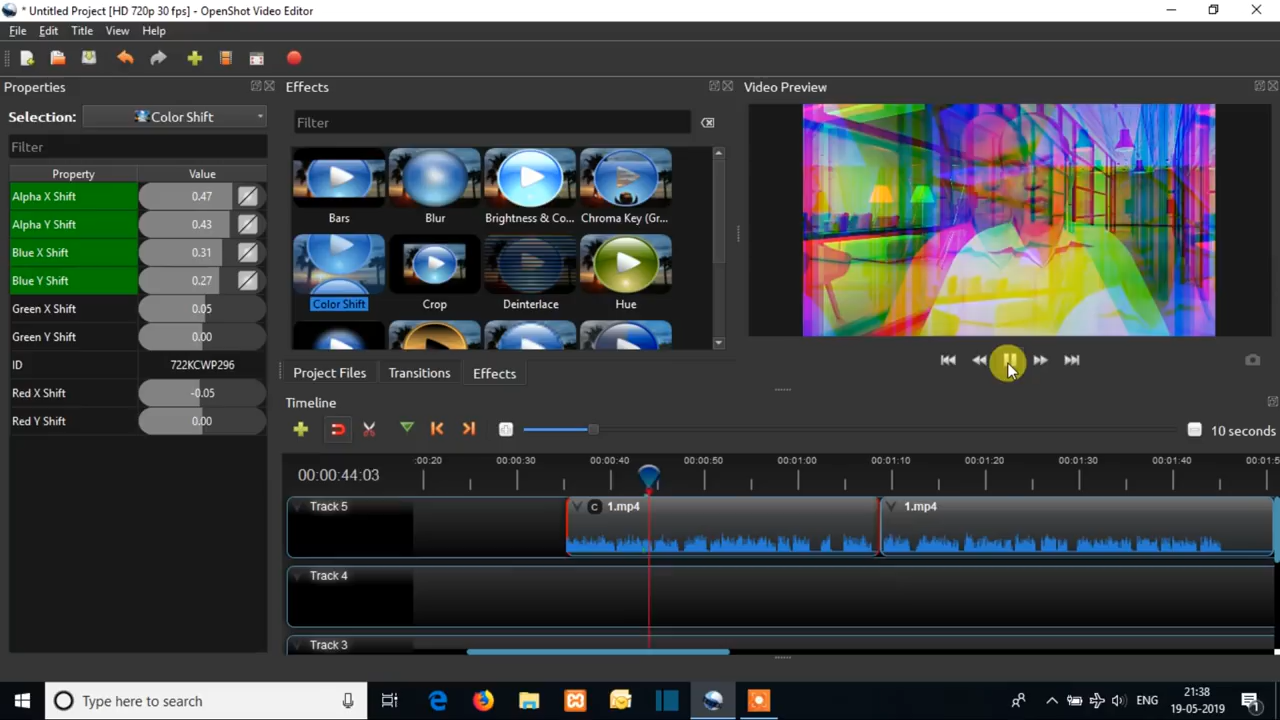 * Untitled Project [HD 720p 30 fps] - OpenShot Video Editor
File Edit Title View Help
Properties
Selection: Color Shift
Filter
Property Value
Alpha X Shift 0.47
Alpha Y Shift 0.43
Blue X Shift 0.31
Blue Y Shift 0.27
Green X Shift 0.05
Green Y Shift 0.00
ID 722KCWP296
Red X Shift -0.05
Red Y Shift 0.00
Effects
Filter
Bars Blur Brightness & Co... Chroma Key (Gr...
Color Shift Crop Deinterlace Hue
Project Files Transitions Effects
Video Preview
Timeline
10 seconds
00:00:44:03
:00:20 00:00:30 00:00:40 00:00:50 00:01:00 00:01:10 00:01:20 00:01:30 00:01:40 00:01:5
Track 5 C 1.mp4 1.mp4
Track 4
Track 3
Type here to search
ENG
21:38
19-05-2019
1